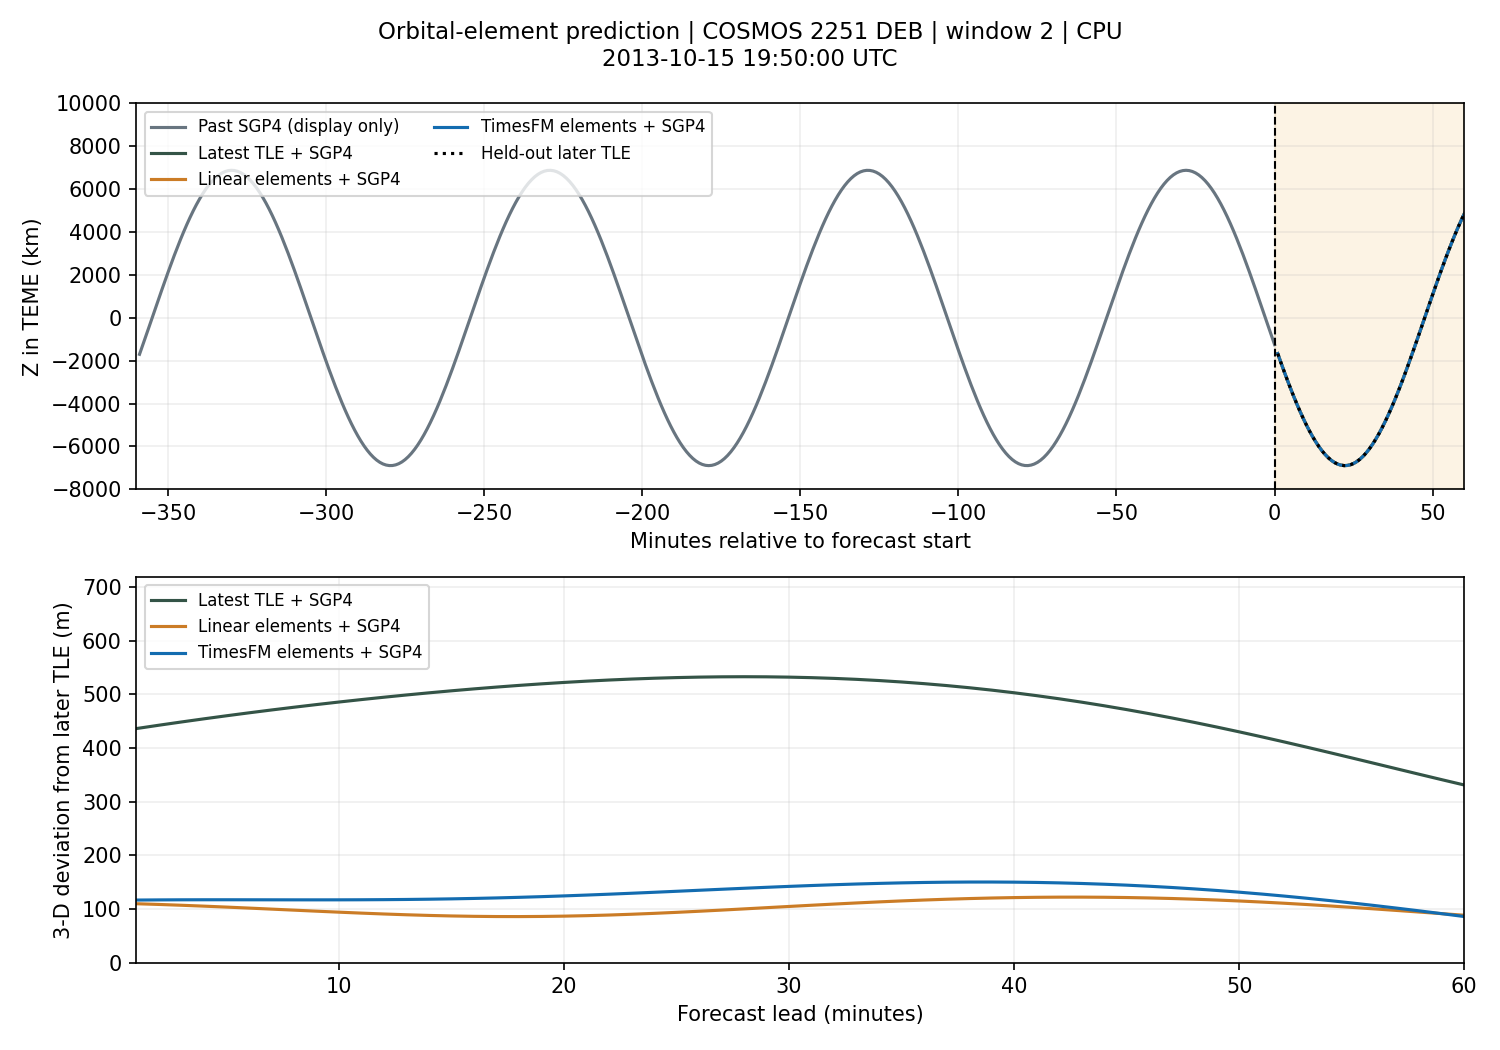 Orbital-element prediction | COSMOS 2251 DEB | window 2 | CPU
2013-10-15 19:50:00 UTC
Z in TEME (km)
10000
8000
6000
4000
2000
0
−2000
−4000
−6000
−8000
Past SGP4 (display only)
Latest TLE + SGP4
Linear elements + SGP4
TimesFM elements + SGP4
Held-out later TLE
−350 −300 −250 −200 −150 −100 −50 0 50
Minutes relative to forecast start
3-D deviation from later TLE (m)
700
600
500
400
300
200
100
0
Latest TLE + SGP4
Linear elements + SGP4
TimesFM elements + SGP4
10 20 30 40 50 60
Forecast lead (minutes)